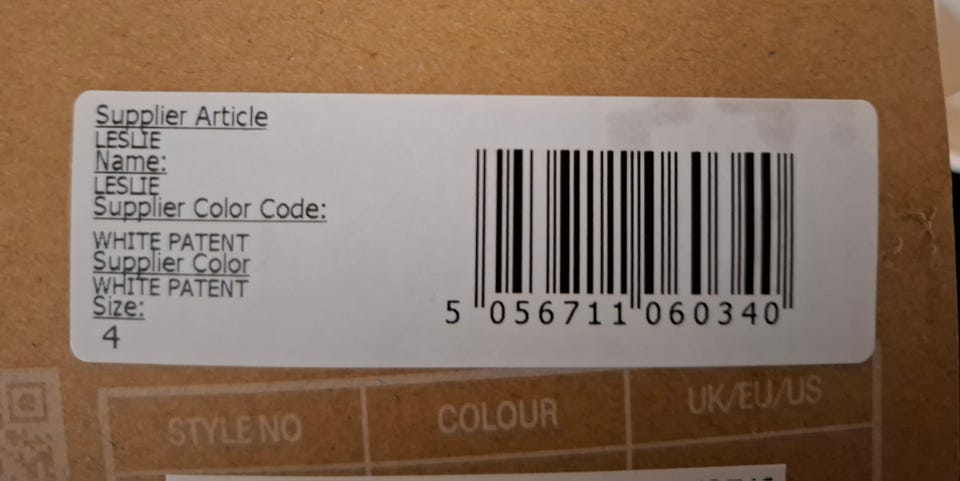 Supplier Article
LESLIE
Name:
LESLIE
Supplier Color Code:
WHITE PATENT
Supplier Color
WHITE PATENT
Size:
4
5 056711 060340
STYLE NO
COLOUR
UK/EU/US